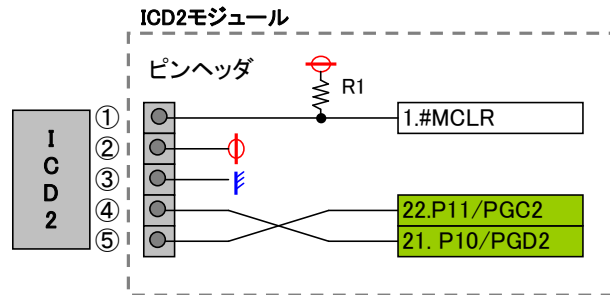 ICD2モジュール
ピンヘッダ
R1
①
1.#MCLR
②
③
④
22.P11/PGC2
⑤
21. P10/PGD2
ICD2